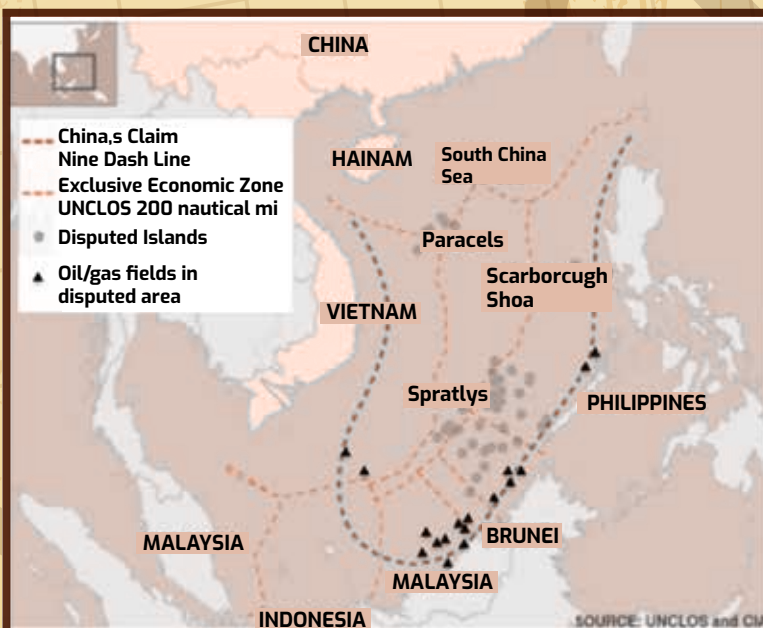 CHINA
China,s Claim
Nine Dash Line
Exclusive Economic Zone
UNCLOS 200 nautical mi
Disputed Islands
Oil/gas fields in
disputed area
HAINAM
South China
Sea
Paracels
Scarborcugh
Shoa
VIETNAM
Spratlys
PHILIPPINES
MALAYSIA
BRUNEI
MALAYSIA
INDONESIA
SOURCE: UNCLOS and CIA